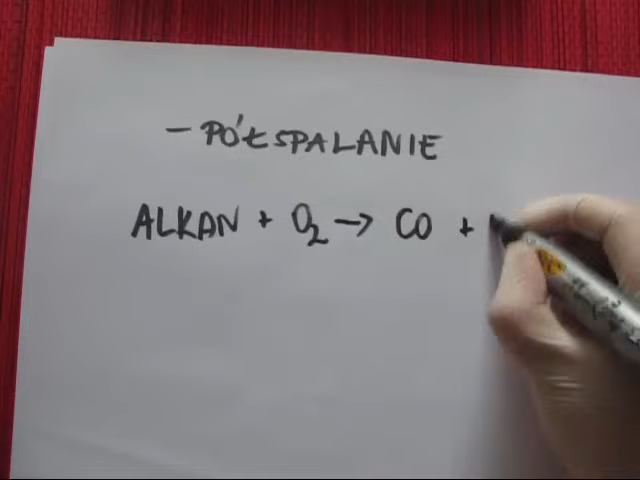 - PÓŁSPALANIE
ALKAN + O₂ → CO +